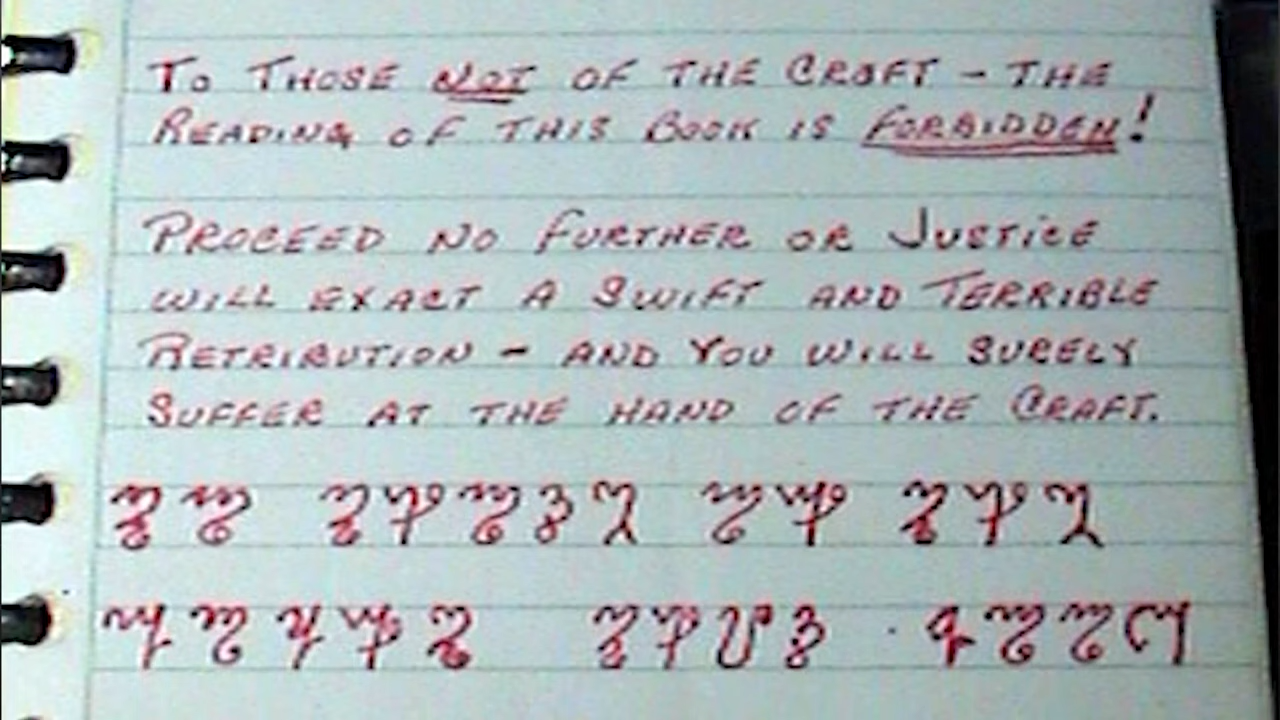 TO THOSE NOT OF THE CRAFT - THE
READING OF THIS BOOK IS FORBIDDEN!
PROCEED NO FURTHER OR JUSTICE
WILL EXACT A SWIFT AND TERRIBLE
RETRIBUTION - AND YOU WILL SURELY
SUFFER AT THE HAND OF THE CRAFT.